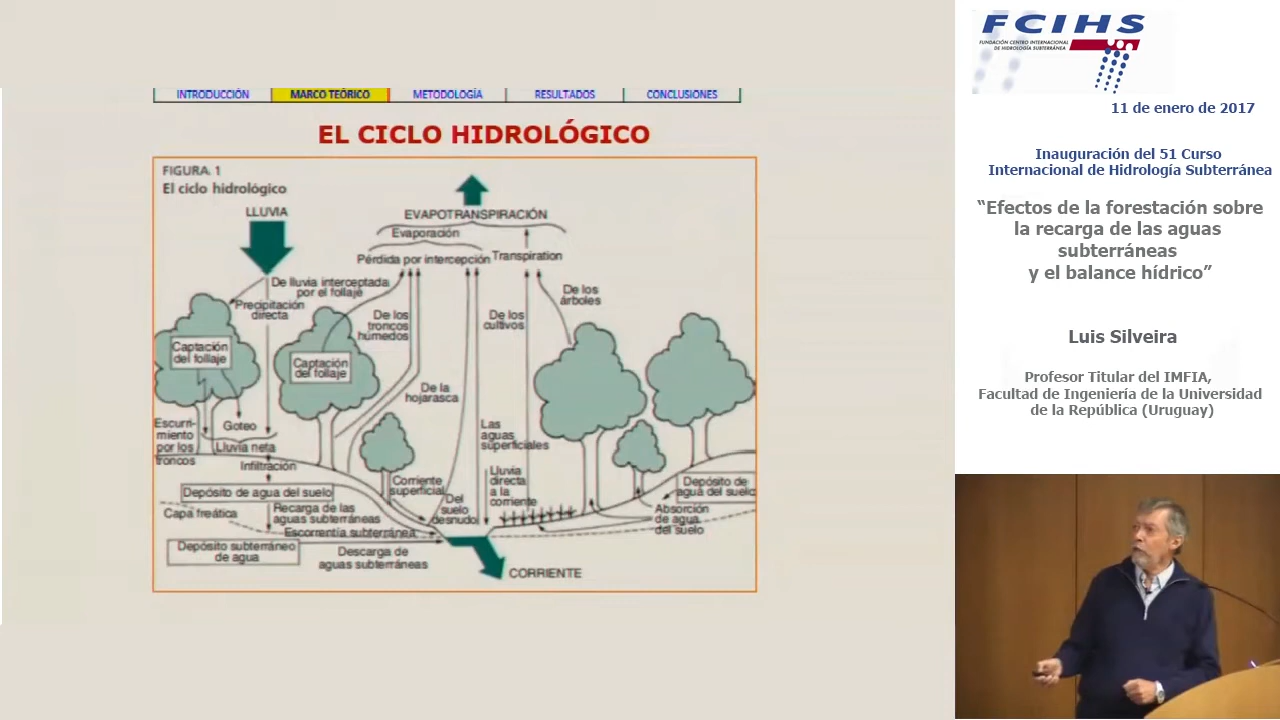 INTRODUCCIÓN
MARCO TEÓRICO
METODOLOGÍA
RESULTADOS
CONCLUSIONES
EL CICLO HIDROLÓGICO
FIGURA 1
El ciclo hidrológico
LLUVIA
EVAPOTRANSPIRACIÓN
Evaporación
Pérdida por intercepción
Transpiration
De lluvia interceptada
por el follaje
Precipitación
directa
De los
troncos
húmedos
De los
cultivos
De los
árboles
Captación
del follaje
Captación
del follaje
De la
hojarasca
Escurri-
miento
por los
troncos
Goteo
Lluvia neta
Infiltración
Las
aguas
superficiales
Lluvia
directa
a la
corriente
Corriente
superficial
Del
suelo
desnudo
Depósito de agua del suelo
Depósito de
agua del suelo
Capa freática
Recarga de las
aguas subterráneas
Absorción
de agua
del suelo
Escorrentía subterránea
Depósito subterráneo
de agua
Descarga de
aguas subterráneas
CORRIENTE
FCIHS
FUNDACIÓN CENTRO INTERNACIONAL
DE HIDROLOGÍA SUBTERRÁNEA
11 de enero de 2017
Inauguración del 51 Curso
Internacional de Hidrología Subterránea
“Efectos de la forestación sobre
la recarga de las aguas
subterráneas
y el balance hídrico”
Luis Silveira
Profesor Titular del IMFIA,
Facultad de Ingeniería de la Universidad
de la República (Uruguay)